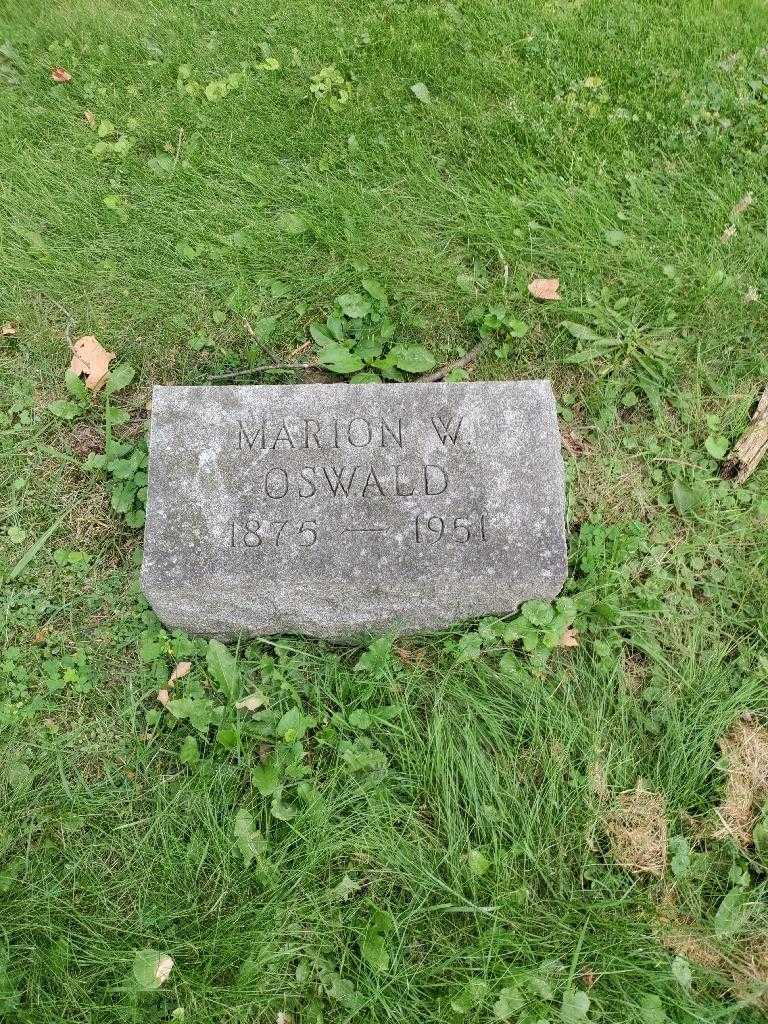 MARION W.
OSWALD
1875 — 1951